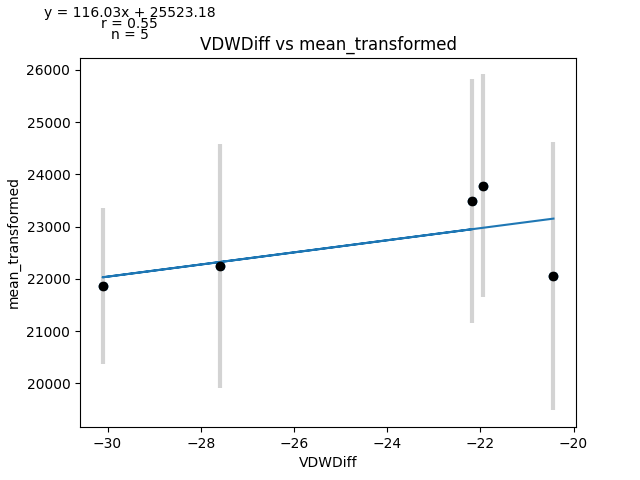 y = 116.03x + 25523.18
r = 0.55
n = 5
VDWDiff vs mean_transformed
26000
25000
24000
23000
22000
21000
20000
mean_transformed
−30
−28
−26
−24
−22
−20
VDWDiff